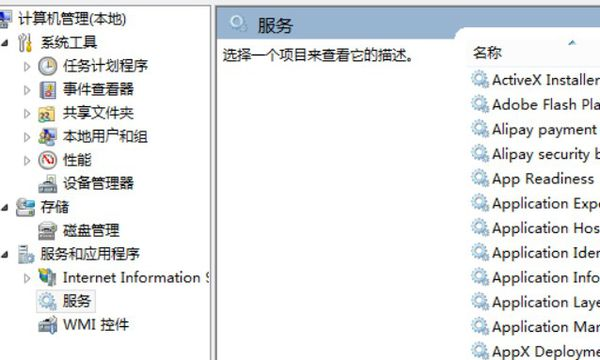 计算机管理(本地)
系统工具
任务计划程序
事件查看器
共享文件夹
本地用户和组
性能
设备管理器
存储
磁盘管理
服务和应用程序
Internet Information
服务
WMI 控件
服务
选择一个项目来查看它的描述。
名称
ActiveX Installer
Adobe Flash Pla
Alipay payment
Alipay security b
App Readiness
Application Expe
Application Hos
Application Iden
Application Info
Application Laye
Application Man
AppX Deployme